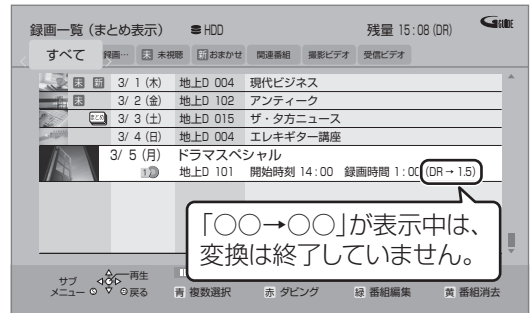 録画一覧（まとめ表示） HDD 残量 15:08 (DR) GGUIDE
すべて 録画… 未 未視聴 新 おまかせ 関連番組 撮影ビデオ 受信ビデオ
未 新 3/ 1 (木) 地上D 004 現代ビジネス
未 3/ 2 (金) 地上D 102 アンティーク
まとめ 3/ 3 (土) 地上D 015 ザ・夕方ニュース
3/ 4 (日) 地上D 004 エレキギター講座
3/ 5 (月) ドラマスペシャル
地上D 101 開始時刻 14:00 録画時間 1:00 (DR→1.5)
「○○→○○」が表示中は、
変換は終了していません。
サブ メニュー 再生 戻る
青 複数選択 赤 ダビング 緑 番組編集 黄 番組消去